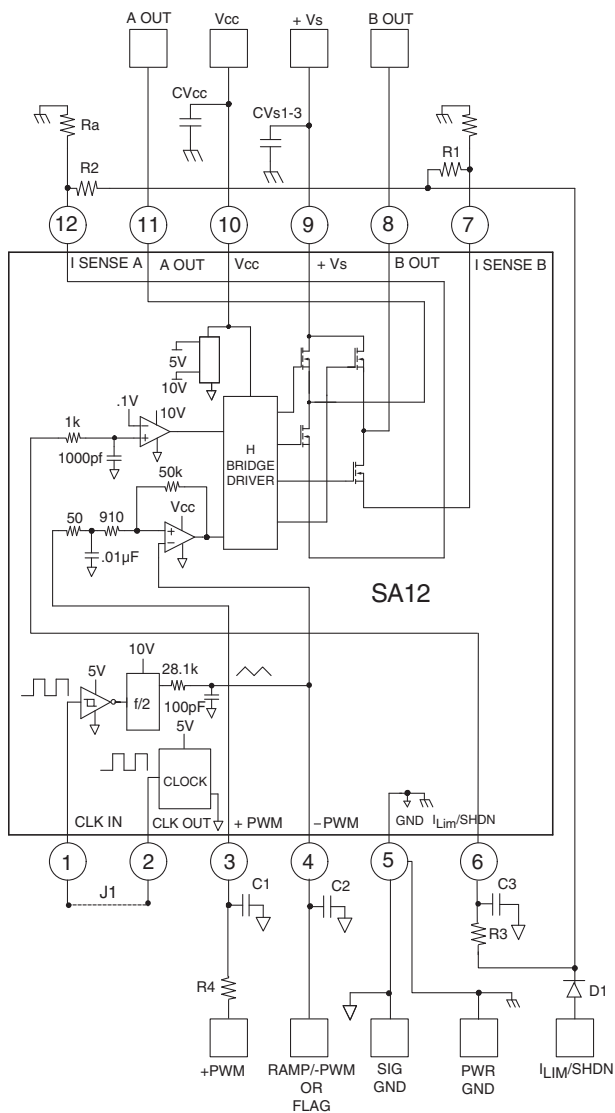 A OUT
Vcc
+ Vs
B OUT
CVcc
CVs1-3
Ra
R2
R1
12
11
10
9
8
7
I SENSE A
A OUT
Vcc
+ Vs
B OUT
I SENSE B
5V
10V
.1V
10V
1k
1000pf
H
BRIDGE
DRIVER
50k
50
910
Vcc
.01µF
SA12
10V
5V
28.1k
f/2
100pF
5V
CLOCK
GND
CLK IN
CLK OUT
+ PWM
– PWM
ILim/SHDN
1
2
3
4
5
6
J1
C1
C2
C3
R3
R4
D1
+PWM
RAMP/-PWM
OR
FLAG
SIG
GND
PWR
GND
ILIM/SHDN